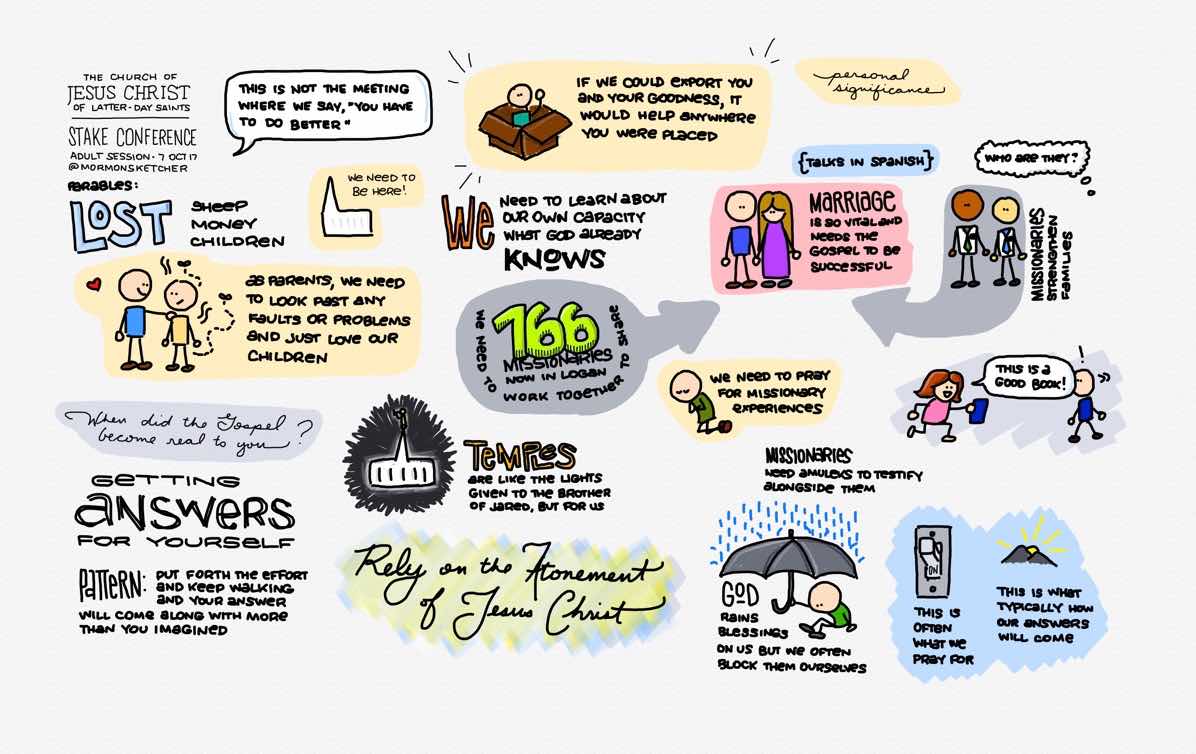 THE CHURCH OF
JESUS CHRIST
OF LATTER-DAY SAINTS
STAKE CONFERENCE
ADULT SESSION • 7 OCT 17
@MORMONSKETCHER
THIS IS NOT THE MEETING
WHERE WE SAY, "YOU HAVE
TO DO BETTER"
IF WE COULD EXPORT YOU
AND YOUR GOODNESS, IT
WOULD HELP ANYWHERE
YOU WERE PLACED
personal
significance
PARABLES:
LOST
SHEEP
MONEY
CHILDREN
WE NEED TO
BE HERE!
WE
NEED TO LEARN ABOUT
OUR OWN CAPACITY
WHAT GOD ALREADY
KNOWS
{TALKS IN SPANISH}
MARRIAGE
IS SO VITAL AND
NEEDS THE
GOSPEL TO BE
SUCCESSFUL
WHO ARE THEY?
MISSIONARIES
STRENGTHEN
FAMILIES
AS PARENTS, WE NEED
TO LOOK PAST ANY
FAULTS OR PROBLEMS
AND JUST LOVE OUR
CHILDREN
166
MISSIONARIES
NOW IN LOGAN
WE NEED TO WORK TOGETHER TO SHARE
WE NEED TO PRAY
FOR MISSIONARY
EXPERIENCES
THIS IS A
GOOD BOOK!
!
When did the Gospel
become real to you?
GETTING
ANSWERS
FOR YOURSELF
PATTERN: PUT FORTH THE EFFORT
AND KEEP WALKING
AND YOUR ANSWER
WILL COME ALONG WITH MORE
THAN YOU IMAGINED
TEMPLES
ARE LIKE THE LIGHTS
GIVEN TO THE BROTHER
OF JARED, BUT FOR US
Rely on the Atonement
of Jesus Christ
MISSIONARIES
NEED AMULEKS TO TESTIFY
ALONGSIDE THEM
GOD
RAINS
BLESSINGS
ON US BUT WE OFTEN
BLOCK THEM OURSELVES
ON
THIS IS
OFTEN
WHAT WE
PRAY FOR
THIS IS WHAT
TYPICALLY HOW
OUR ANSWERS
WILL COME